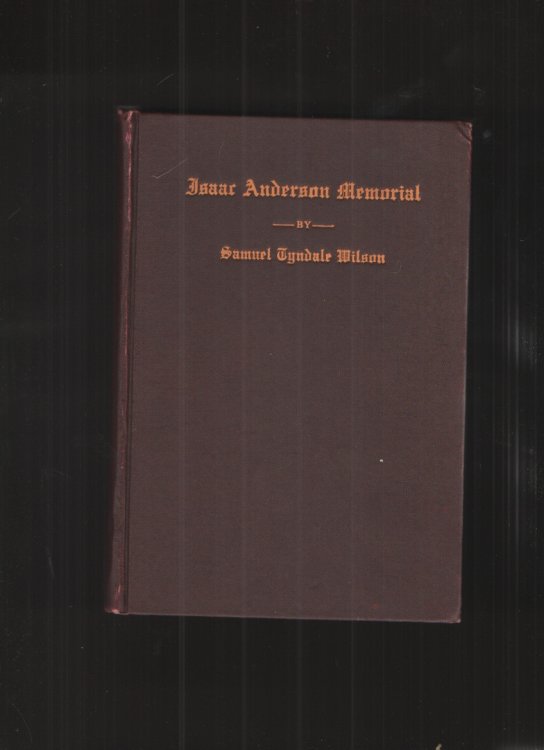 Isaac Anderson Memorial
— BY —
Samuel Tyndale Wilson